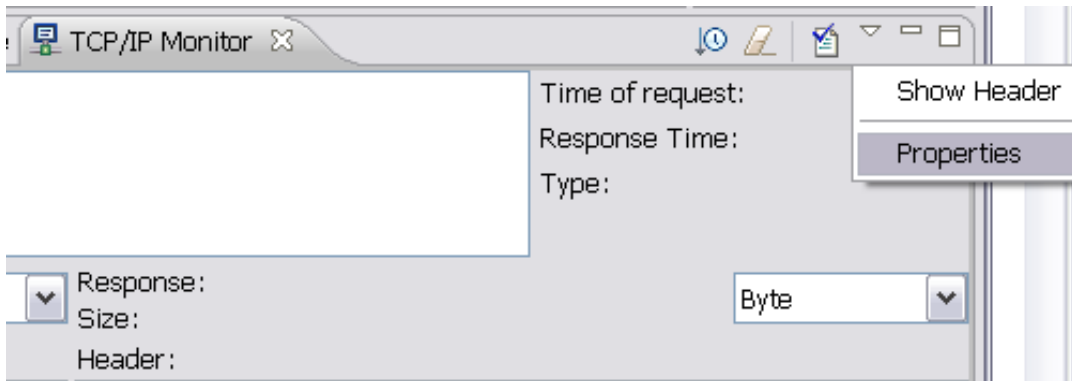 TCP/IP Monitor
Time of request:
Show Header
Response Time:
Properties
Type:
Response:
Byte
Size:
Header: